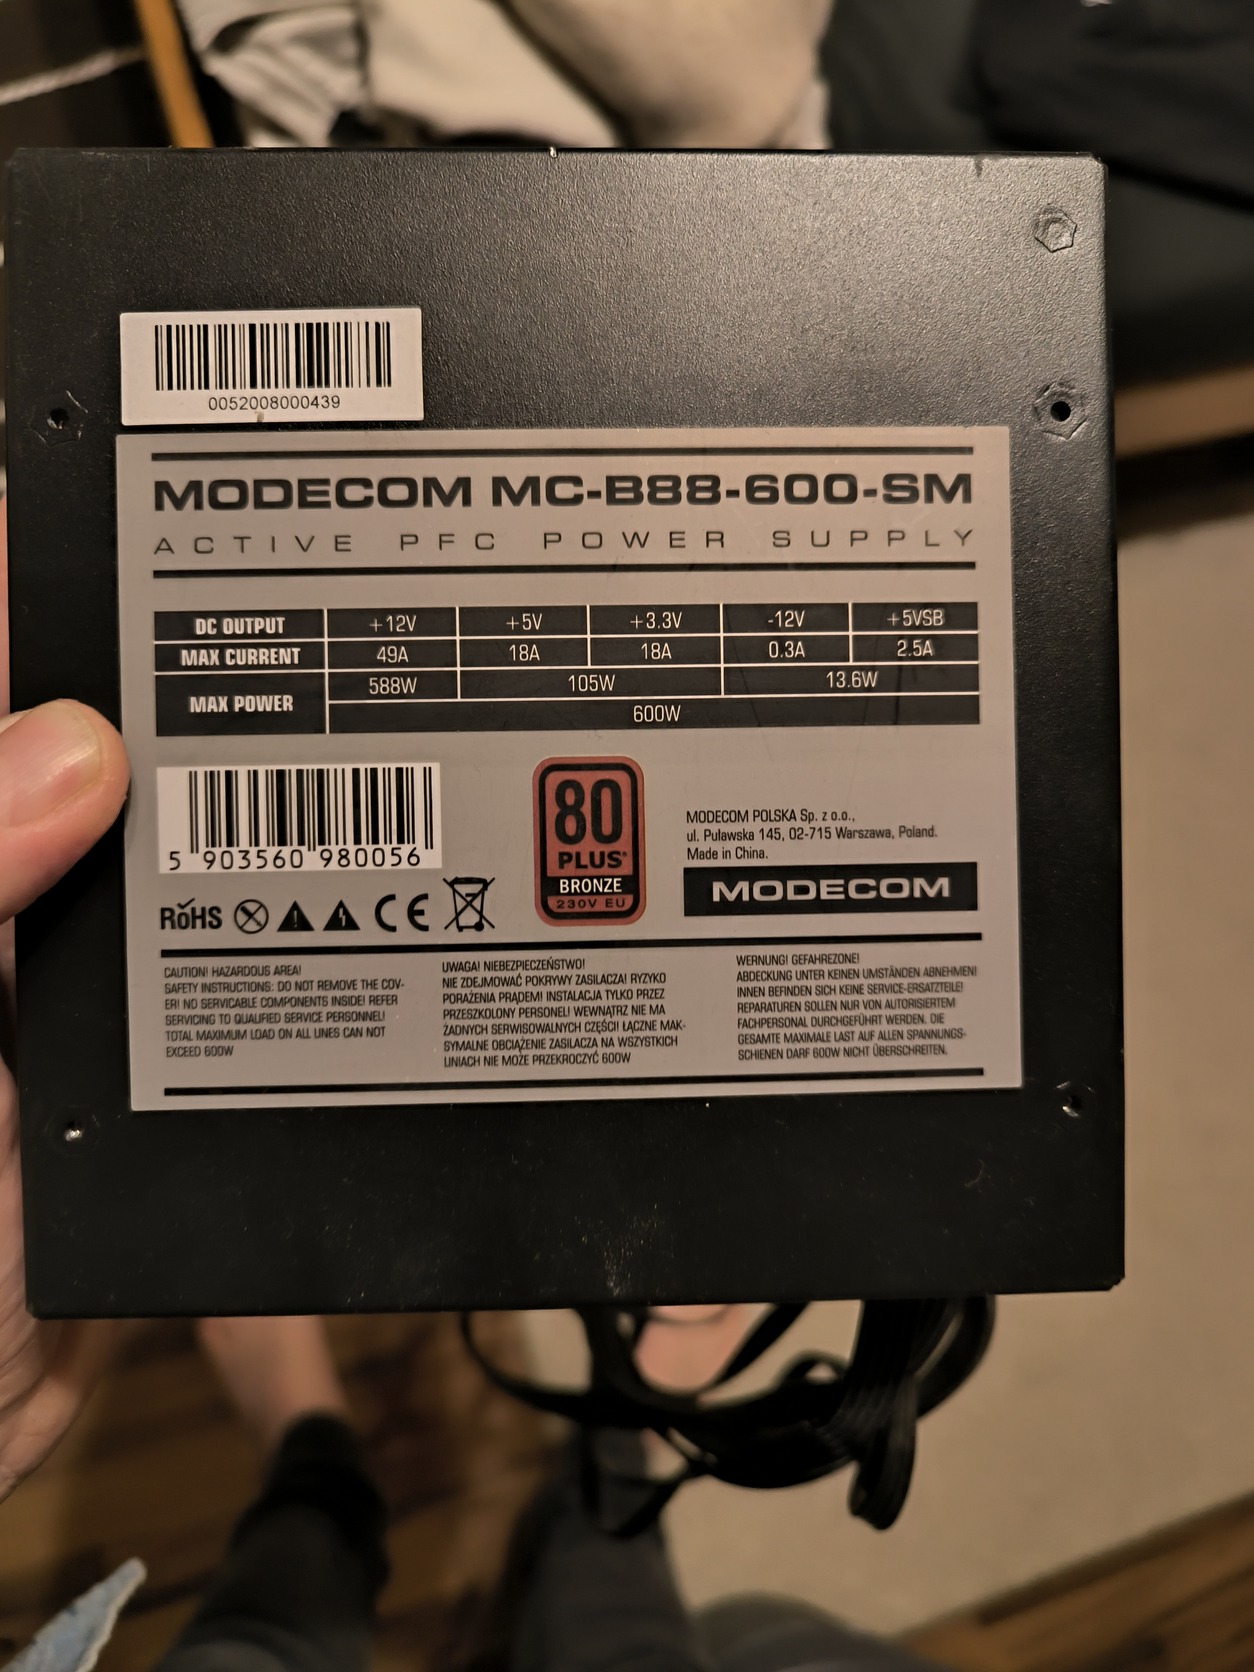 0052008000439
MODECOM MC-B88-600-SM
ACTIVE PFC POWER SUPPLY
DC OUTPUT +12V +5V +3.3V -12V +5VSB
MAX CURRENT 49A 18A 18A 0.3A 2.5A
MAX POWER 588W 105W 13.6W
600W
5 903560 980056
80
PLUS®
BRONZE
230V EU
MODECOM POLSKA Sp. z o.o.,
ul. Puławska 145, 02-715 Warszawa, Poland.
Made in China.
MODECOM
RoHS CE
CAUTION! HAZARDOUS AREA!
SAFETY INSTRUCTIONS: DO NOT REMOVE THE COV-
ER! NO SERVICABLE COMPONENTS INSIDE! REFER
SERVICING TO QUALIFIED SERVICE PERSONNEL!
TOTAL MAXIMUM LOAD ON ALL LINES CAN NOT
EXCEED 600W
UWAGA! NIEBEZPIECZEŃSTWO!
NIE ZDEJMOWAĆ POKRYWY ZASILACZA! RYZYKO
PORAŻENIA PRĄDEM! INSTALACJA TYLKO PRZEZ
PRZESZKOLONY PERSONEL! WEWNĄTRZ NIE MA
ŻADNYCH SERWISOWALNYCH CZĘŚCI! ŁĄCZNE MAK-
SYMALNE OBCIĄŻENIE ZASILACZA NA WSZYSTKICH
LINIACH NIE MOŻE PRZEKROCZYĆ 600W
WERNUNG! GEFAHREZONE!
ABDECKUNG UNTER KEINEN UMSTÄNDEN ABNEHMEN!
INNEN BEFINDEN SICH KEINE SERVICE-ERSATZTEILE!
REPARATUREN SOLLEN NUR VON AUTORISIERTEM
FACHPERSONAL DURCHGEFÜHRT WERDEN. DIE
GESAMTE MAXIMALE LAST AUF ALLEN SPANNUNGS-
SCHIENEN DARF 600W NICHT ÜBERSCHREITEN.